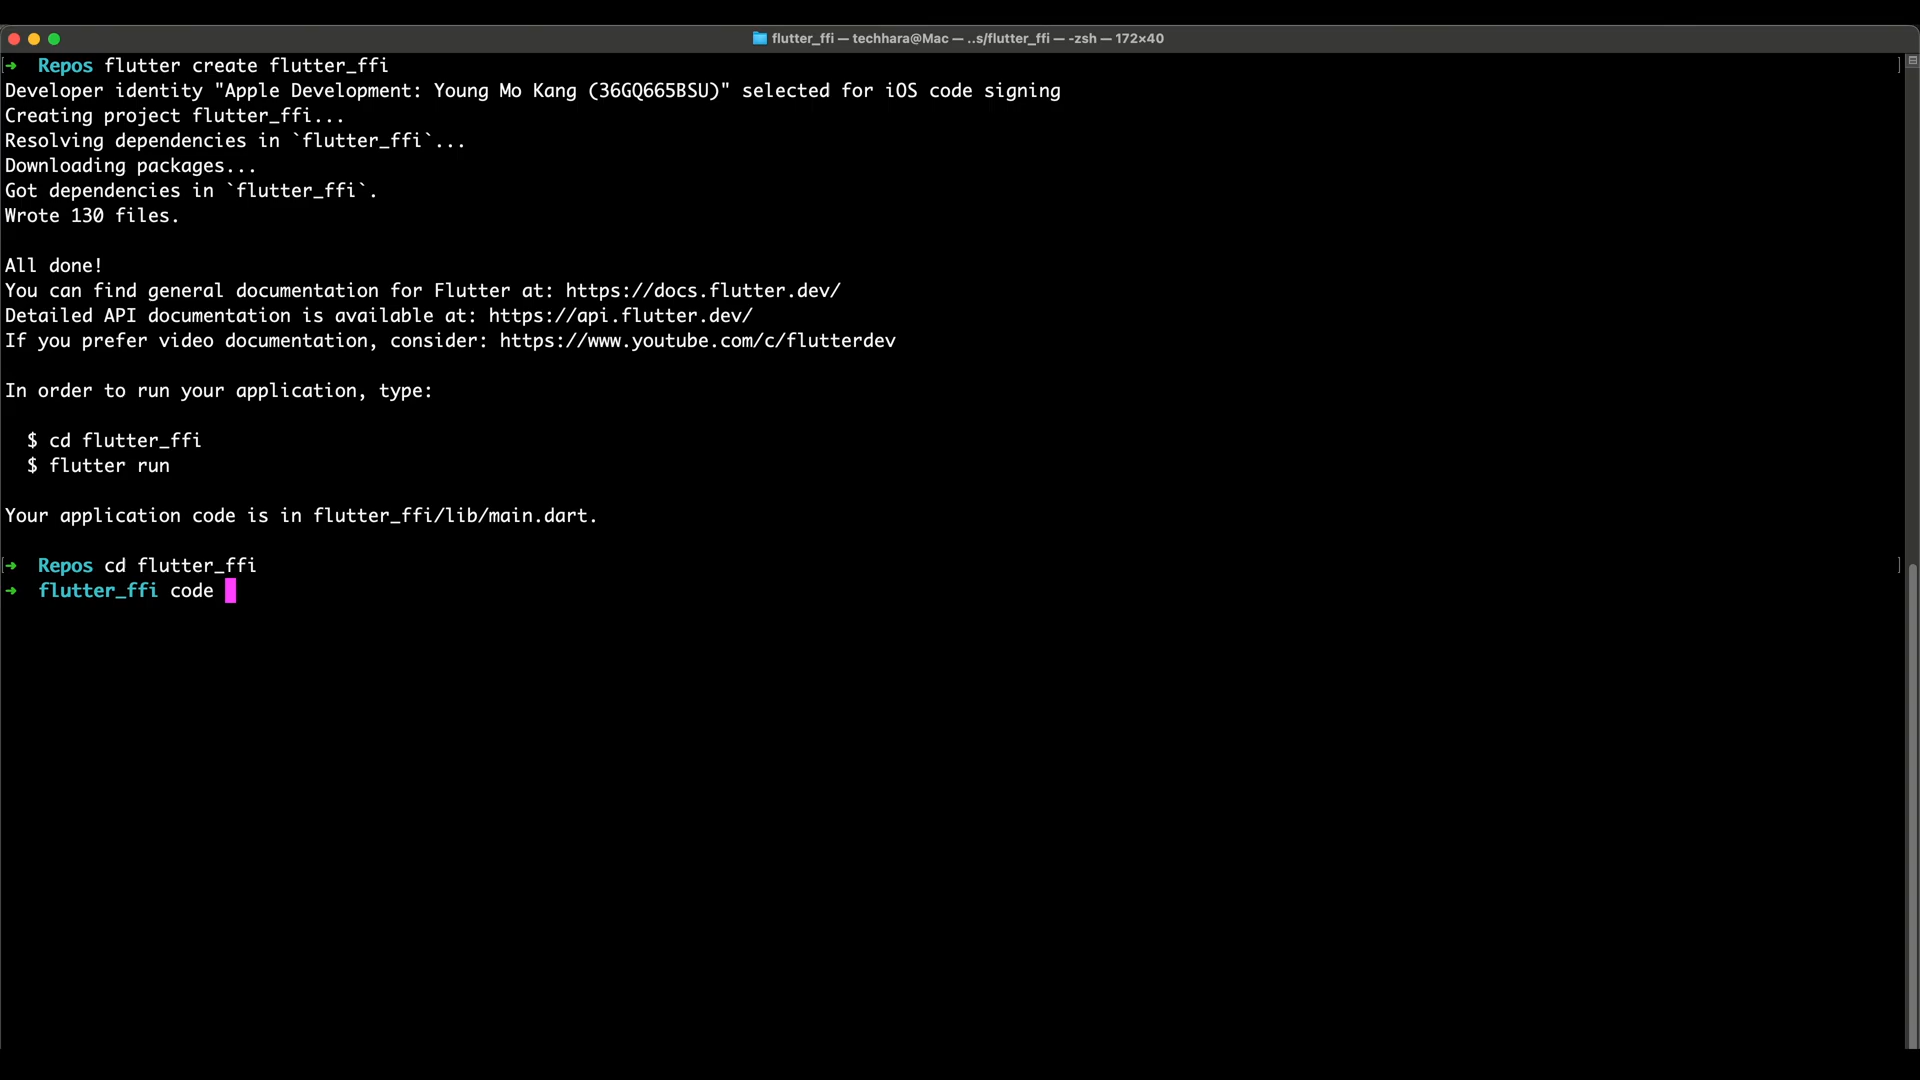 flutter_ffi — techhara@Mac — ..s/flutter_ffi — -zsh — 172×40
[➜  Repos flutter create flutter_ffi ]
Developer identity "Apple Development: Young Mo Kang (36GQ665BSU)" selected for iOS code signing
Creating project flutter_ffi...
Resolving dependencies in `flutter_ffi`...
Downloading packages...
Got dependencies in `flutter_ffi`.
Wrote 130 files.
All done!
You can find general documentation for Flutter at: https://docs.flutter.dev/
Detailed API documentation is available at: https://api.flutter.dev/
If you prefer video documentation, consider: https://www.youtube.com/c/flutterdev
In order to run your application, type:
$ cd flutter_ffi
$ flutter run
Your application code is in flutter_ffi/lib/main.dart.
[➜  Repos cd flutter_ffi ]
➜  flutter_ffi code